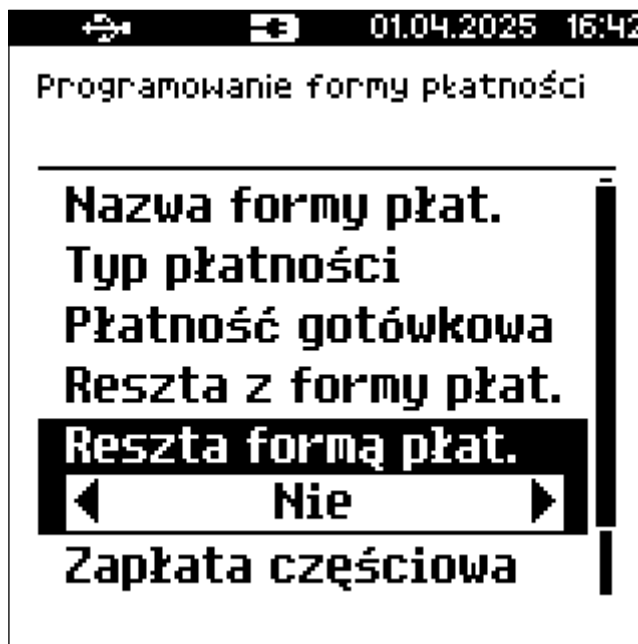 01.04.2025 16:42
Programowanie formy płatności
Nazwa formy płat.
Typ płatności
Płatność gotówkowa
Reszta z formy płat.
Reszta formą płat.
Nie
Zapłata częściowa